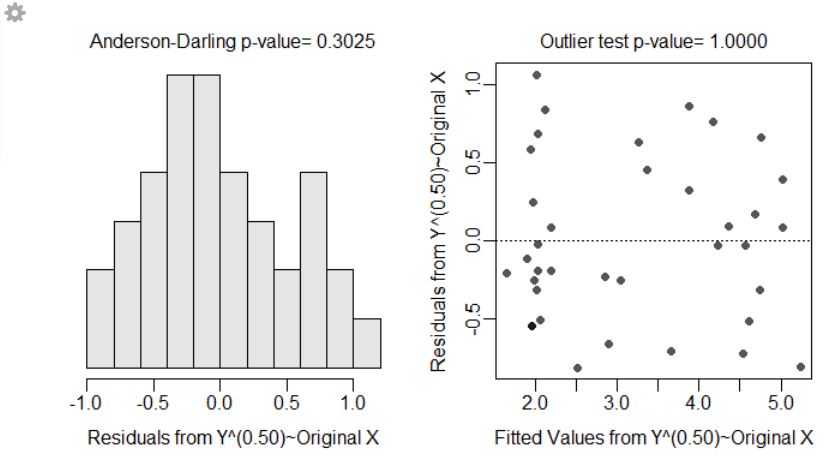 Anderson-Darling p-value= 0.3025
-1.0 -0.5 0.0 0.5 1.0
Residuals from Y^(0.50)~Original X
Outlier test p-value= 1.0000
Residuals from Y^(0.50)~Original X
1.0
0.5
0.0
-0.5
2.0 3.0 4.0 5.0
Fitted Values from Y^(0.50)~Original X